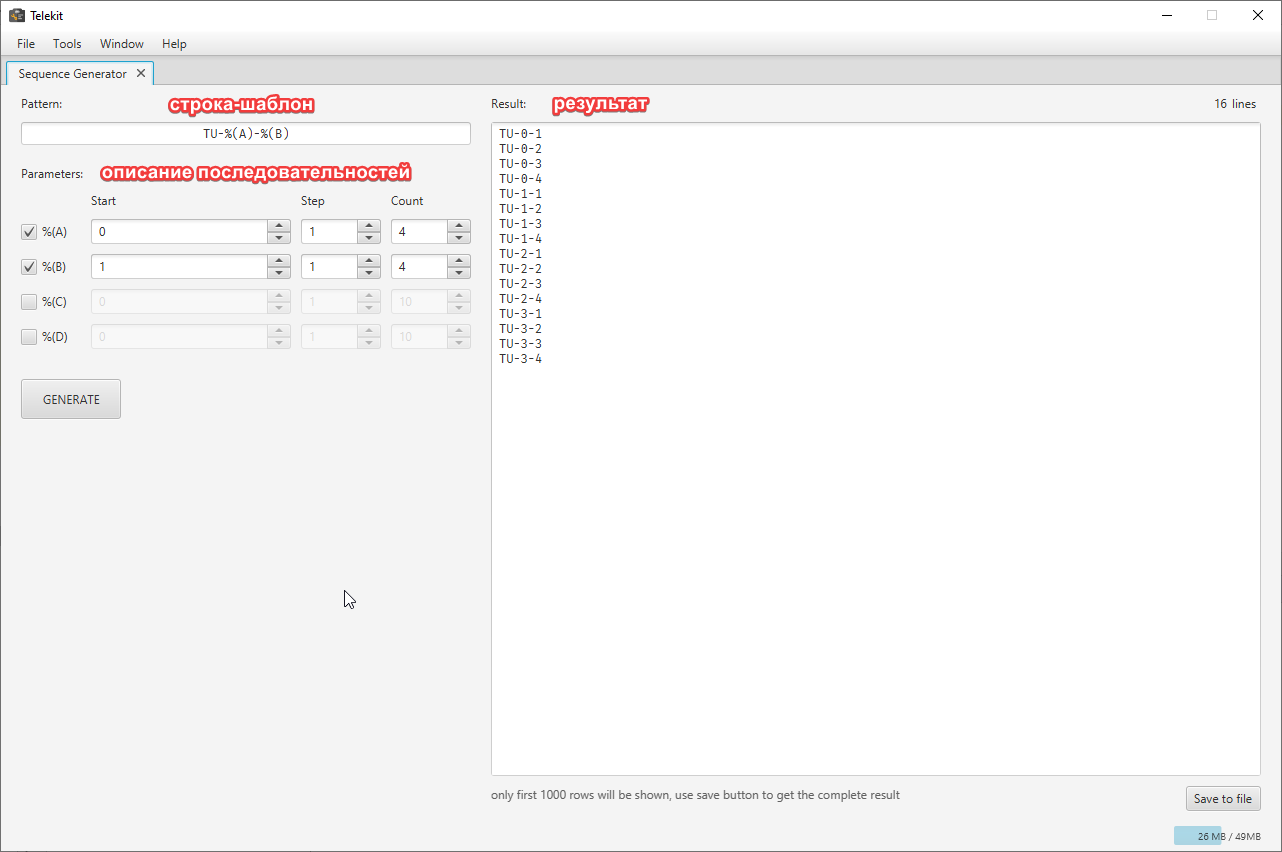 Telekit
File Tools Window Help
Sequence Generator
Pattern: строка-шаблон
TU-%(A)-%(B)
Parameters: описание последовательностей
Start Step Count
%(A) 0 1 4
%(B) 1 1 4
%(C) 0 1 10
%(D) 0 1 10
GENERATE
Result: результат 16 lines
TU-0-1
TU-0-2
TU-0-3
TU-0-4
TU-1-1
TU-1-2
TU-1-3
TU-1-4
TU-2-1
TU-2-2
TU-2-3
TU-2-4
TU-3-1
TU-3-2
TU-3-3
TU-3-4
only first 1000 rows will be shown, use save button to get the complete result
Save to file
26 MB / 49MB